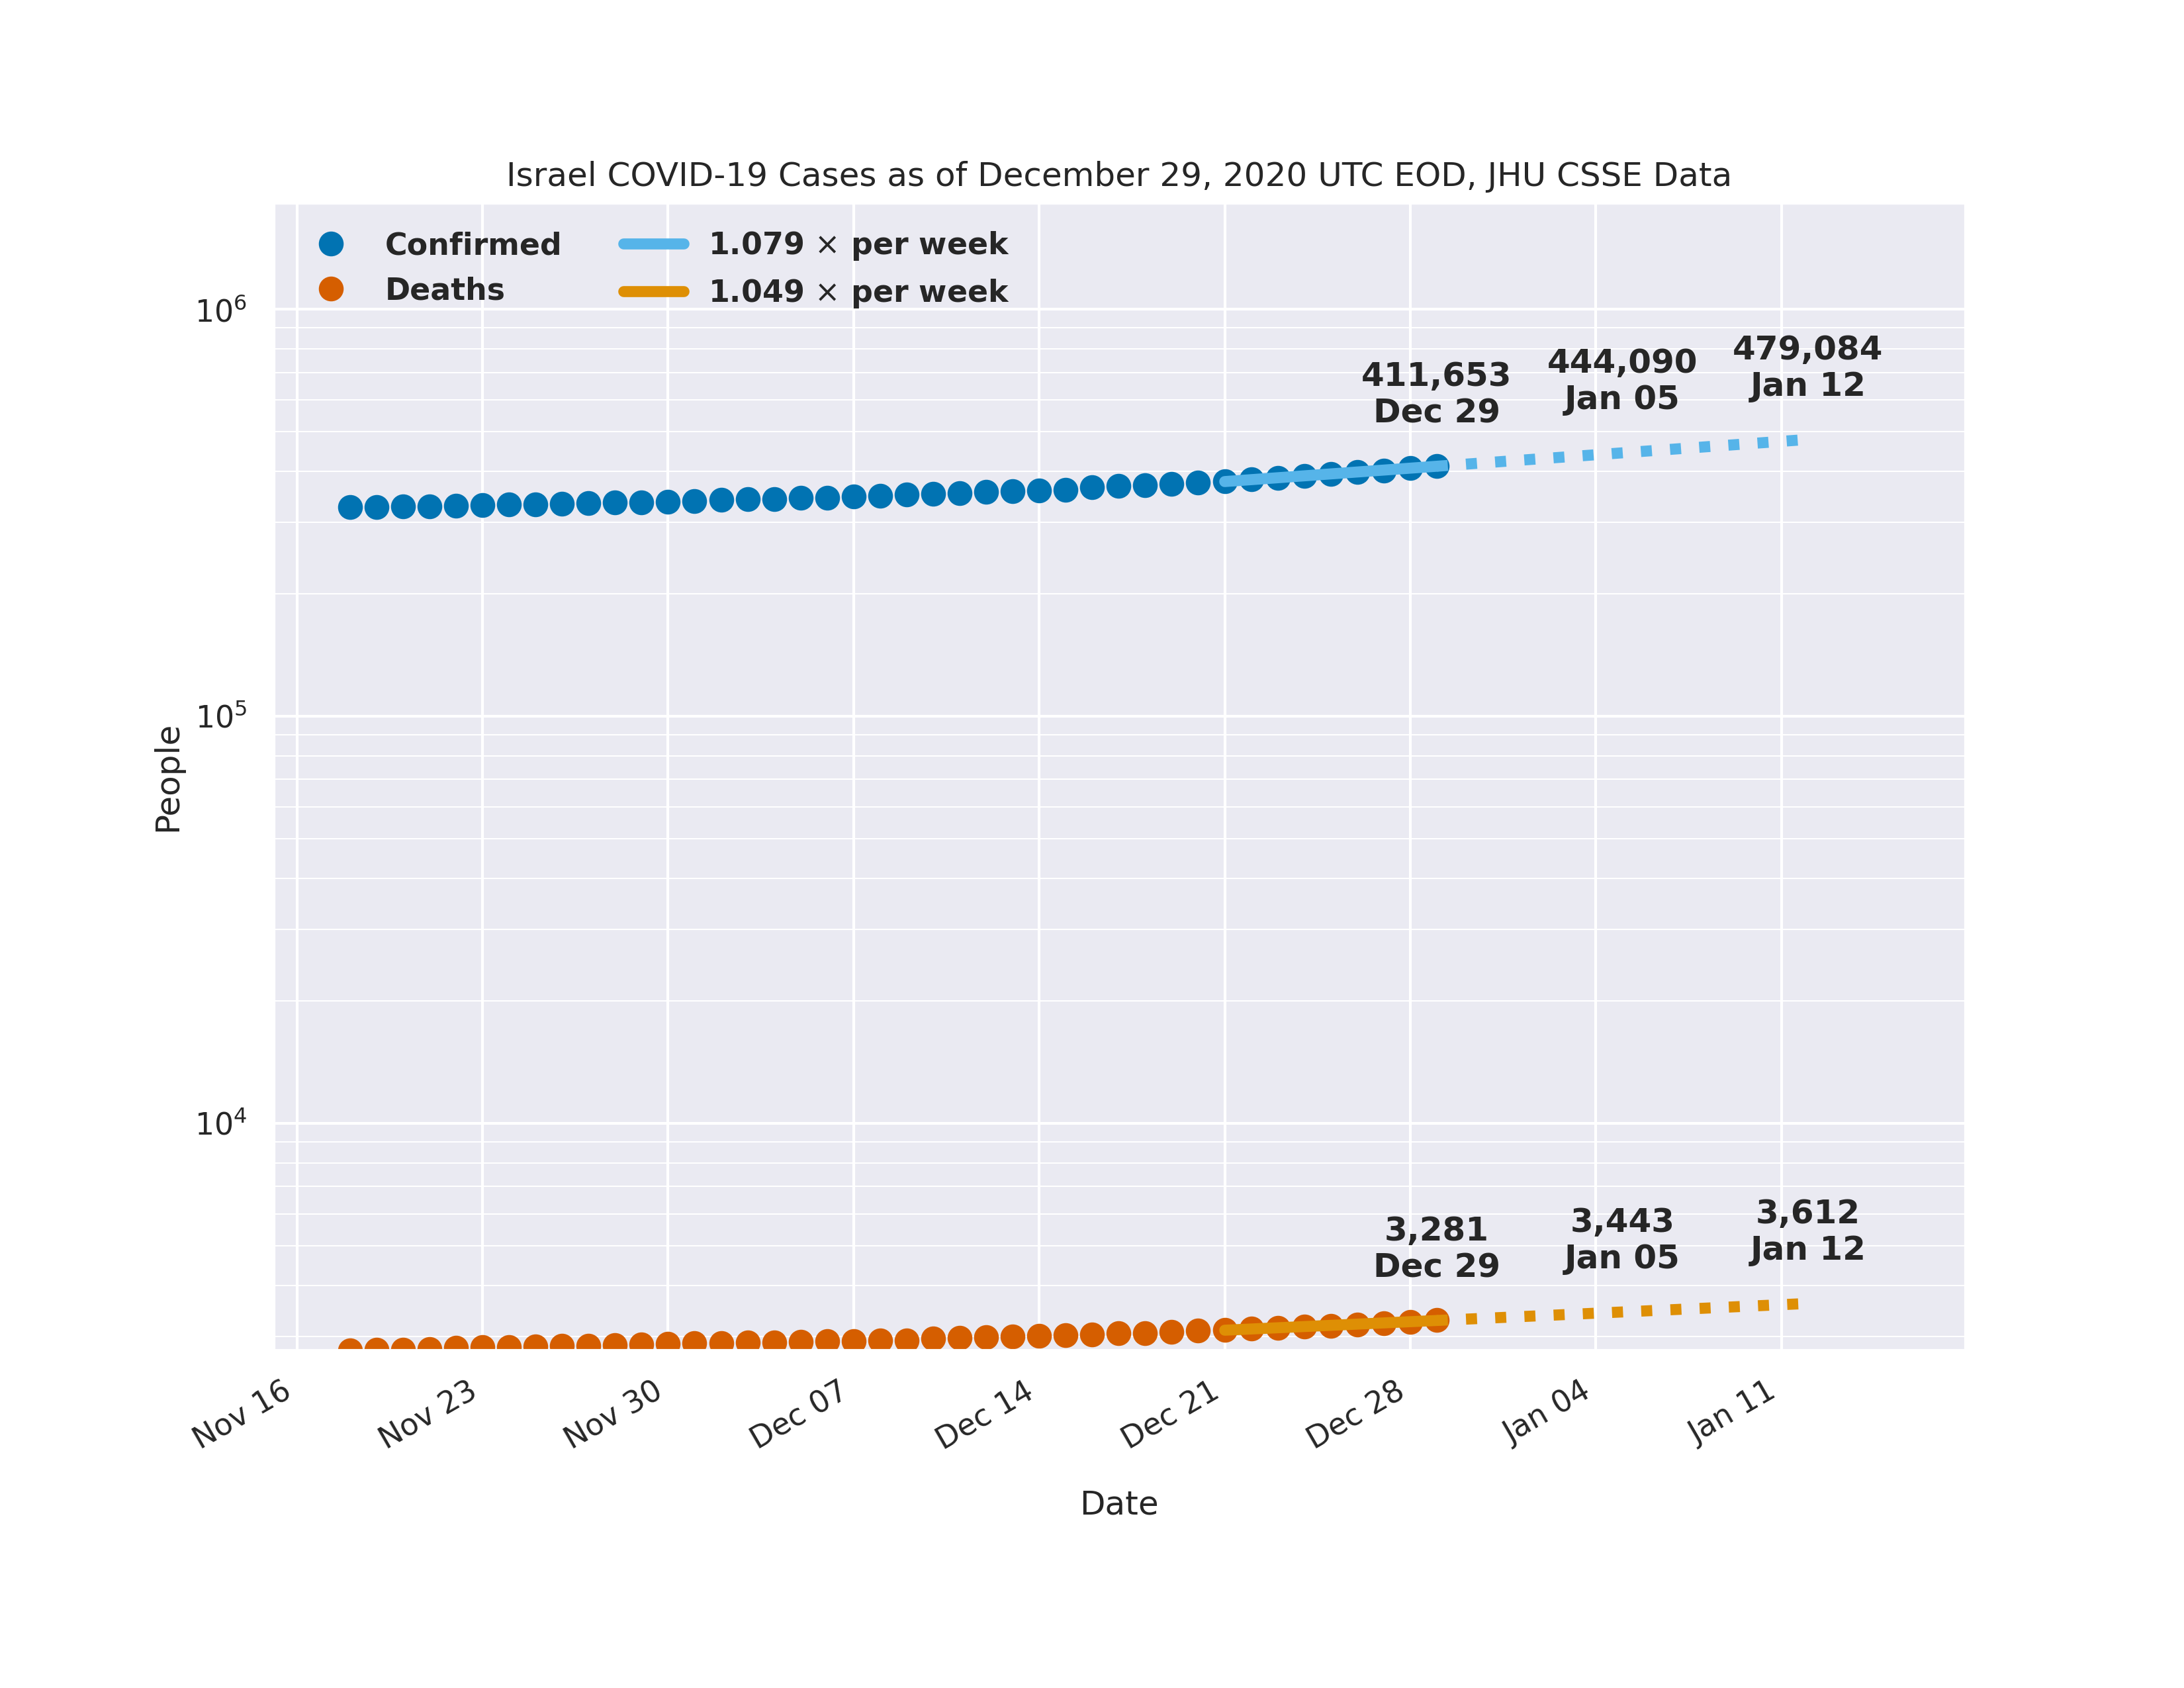 Israel COVID-19 Cases as of December 29, 2020 UTC EOD, JHU CSSE Data
Confirmed
Deaths
1.079 × per week
1.049 × per week
10⁶
10⁵
10⁴
People
411,653
Dec 29
444,090
Jan 05
479,084
Jan 12
3,281
Dec 29
3,443
Jan 05
3,612
Jan 12
Nov 16
Nov 23
Nov 30
Dec 07
Dec 14
Dec 21
Dec 28
Jan 04
Jan 11
Date